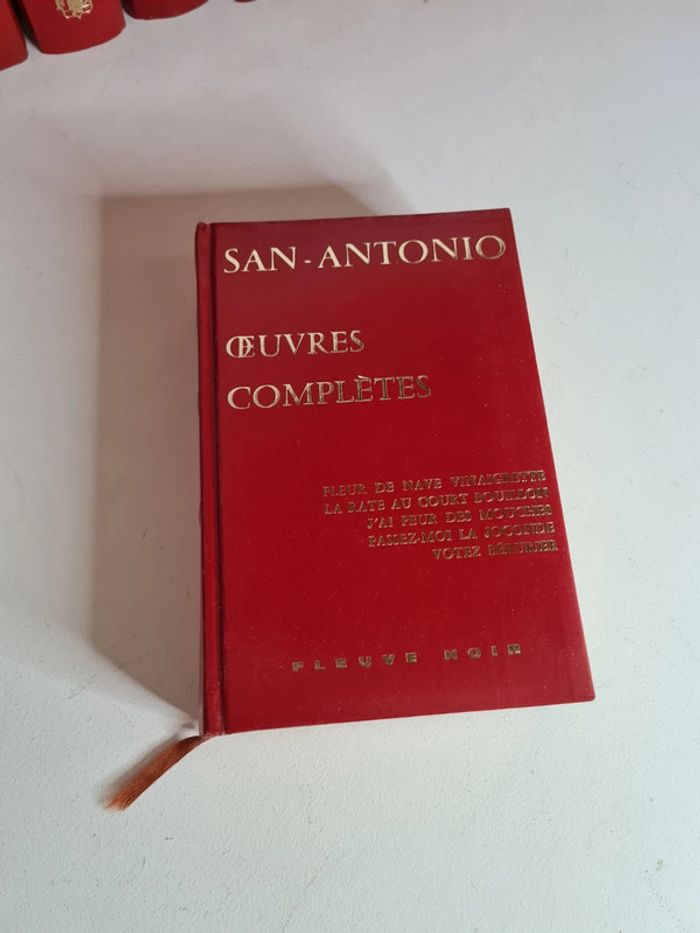 SAN-ANTONIO
ŒUVRES
COMPLÈTES
FLEUR DE NAVE VINAIGRETTE
LA RATE AU COURT BOUILLON
J'AI PEUR DES MOUCHES
PASSEZ-MOI LA JOCONDE
VOTEZ BÉRURIER
FLEUVE NOIR